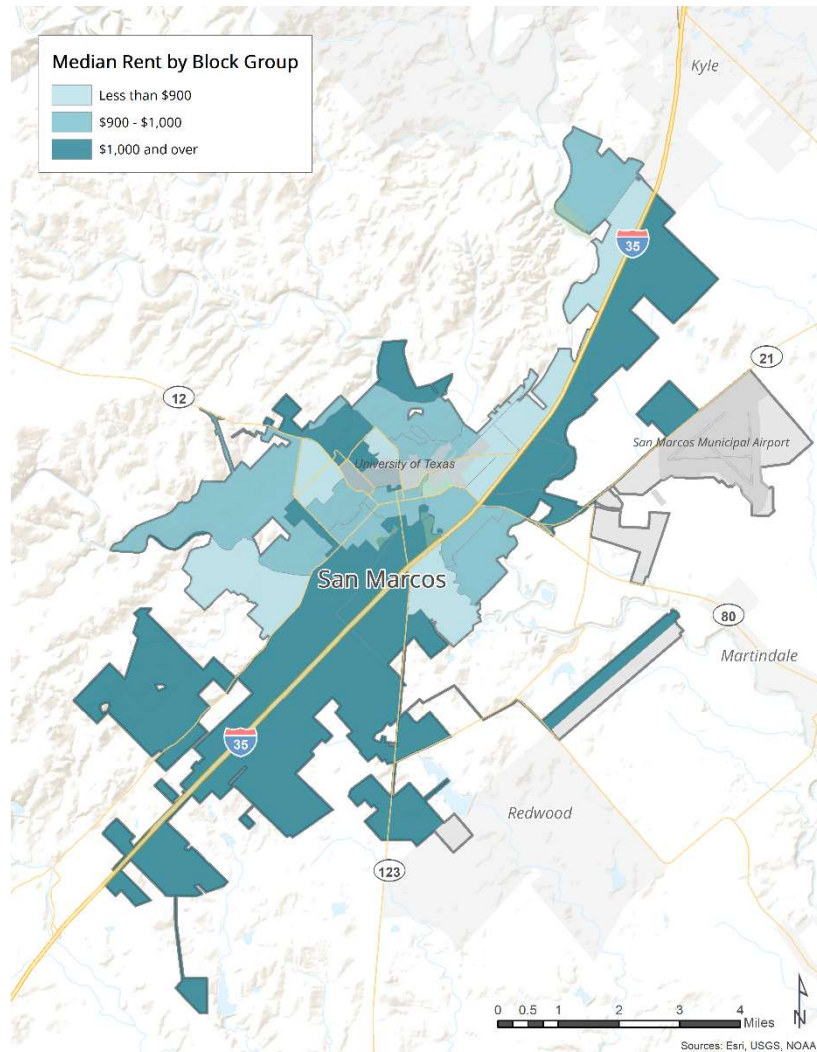 Median Rent by Block Group
Less than $900
$900 - $1,000
$1,000 and over
Kyle
35
21
12
San Marcos Municipal Airport
University of Texas
San Marcos
80
Martindale
35
Redwood
123
N
0 0.5 1 2 3 4
Miles
Sources: Esri, USGS, NOAA